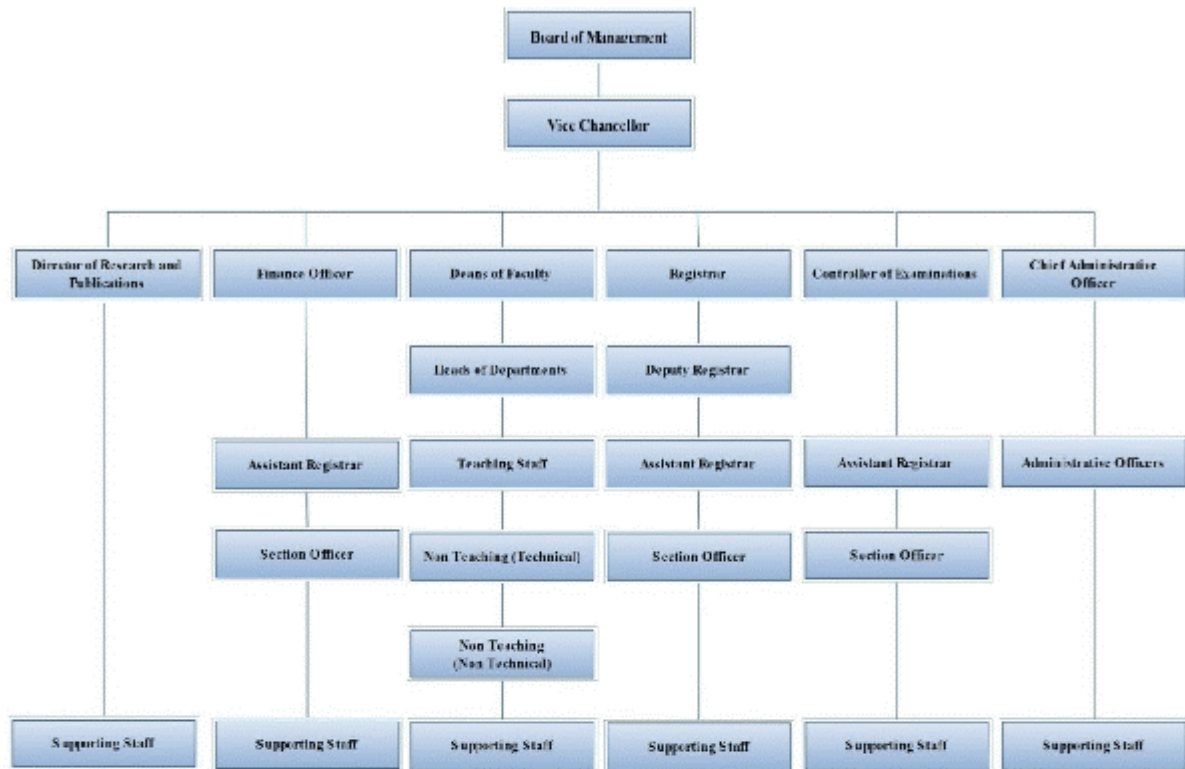 Board of Management
Vice Chancellor
Director of Research and
Publications
Finance Officer
Deans of Faculty
Registrar
Controller of Examinations
Chief Administrative
Officer
Heads of Departments
Deputy Registrar
Assistant Registrar
Teaching Staff
Assistant Registrar
Assistant Registrar
Administrative Officers
Section Officer
Non Teaching (Technical)
Section Officer
Section Officer
Non Teaching
(Non Technical)
Supporting Staff
Supporting Staff
Supporting Staff
Supporting Staff
Supporting Staff
Supporting Staff